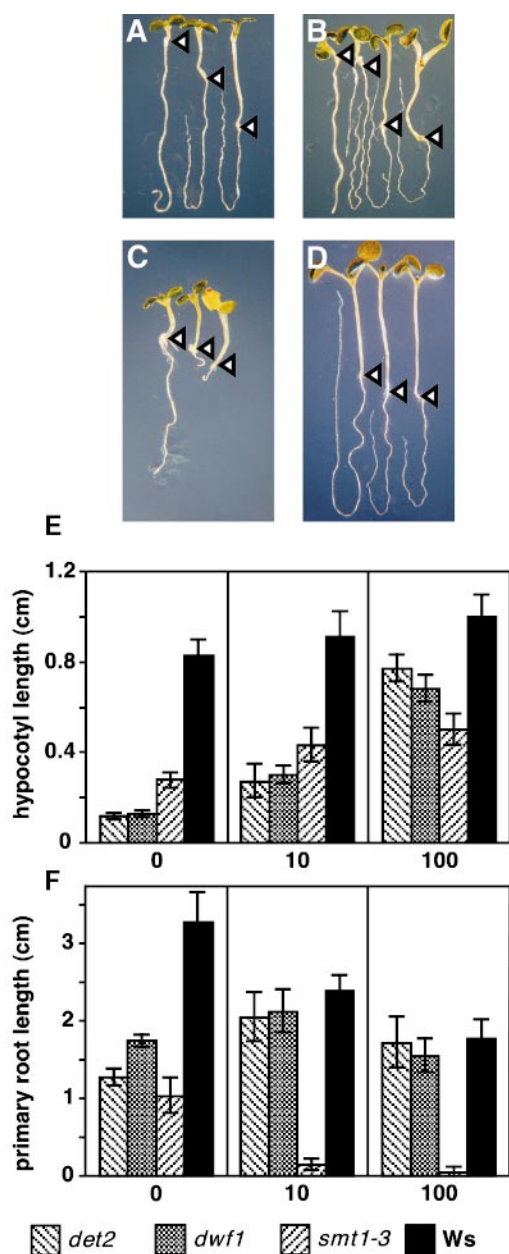 A B
C D
E
hypocotyl length (cm)
1.2
0.8
0.4
0
0 10 100
F
primary root length (cm)
3
2
1
0
0 10 100
det2 dwf1 smt1-3 Ws